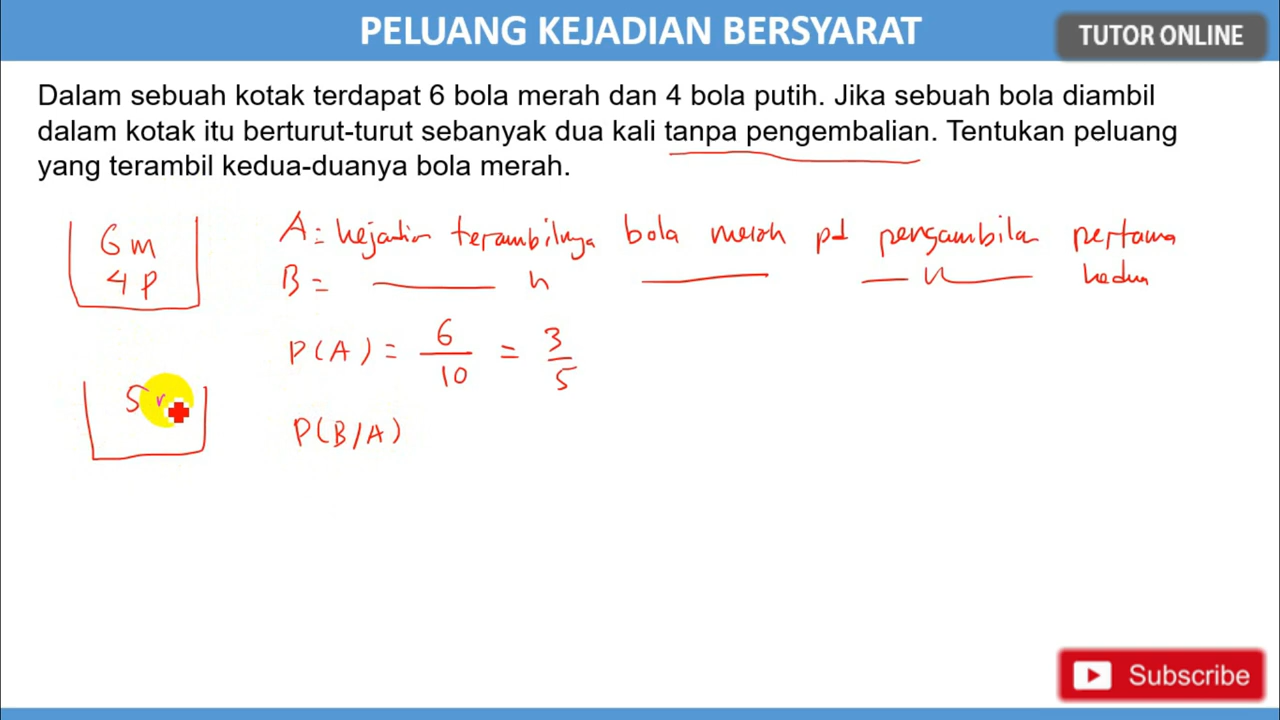 PELUANG KEJADIAN BERSYARAT
TUTOR ONLINE
Dalam sebuah kotak terdapat 6 bola merah dan 4 bola putih. Jika sebuah bola diambil
dalam kotak itu berturut-turut sebanyak dua kali tanpa pengembalian. Tentukan peluang
yang terambil kedua-duanya bola merah.
6 m
4 P
A = kejadian terambilnya bola merah pd pengambilan pertama
B = —— n —— —— n —— kedua
P(A) = 6/10 = 3/5
5
P(B/A)
Subscribe